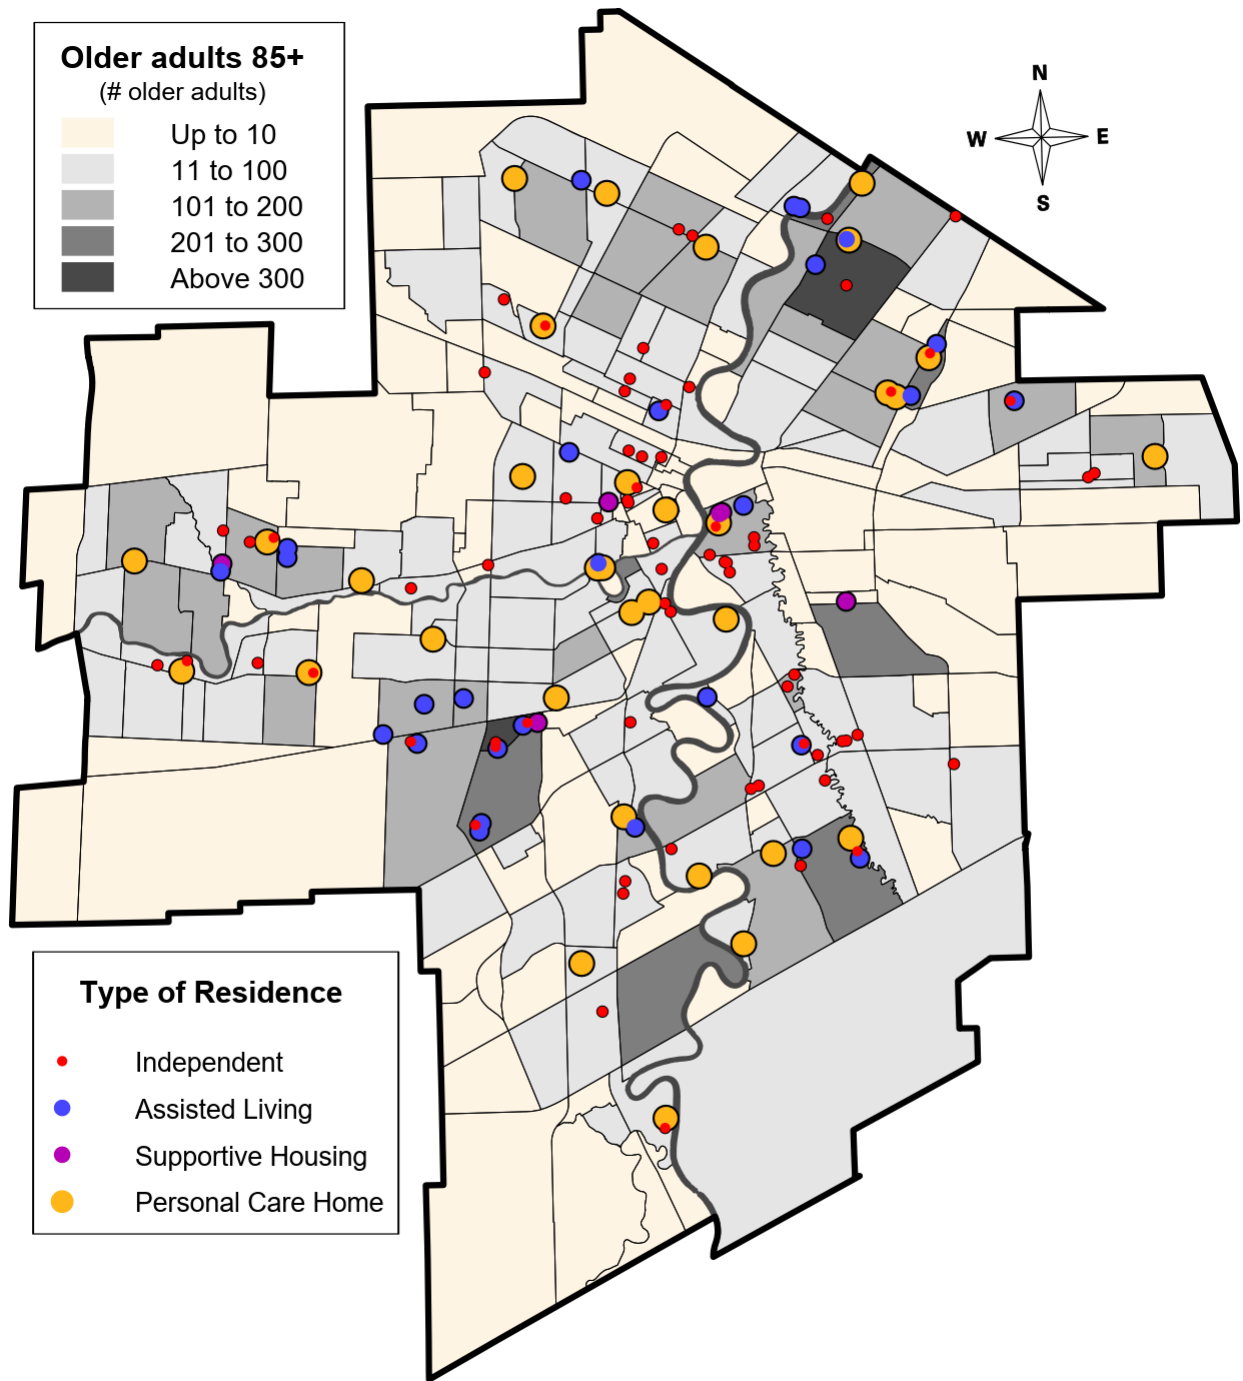 Older adults 85+
(# older adults)
Up to 10
11 to 100
101 to 200
201 to 300
Above 300
N
W
E
S
Type of Residence
Independent
Assisted Living
Supportive Housing
Personal Care Home